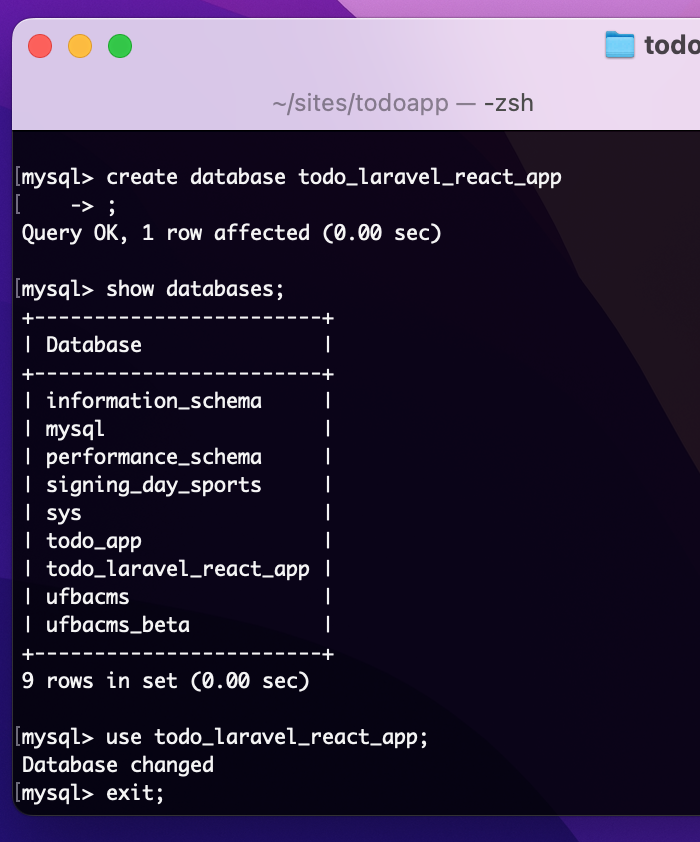 todo
~/sites/todoapp — -zsh
[mysql> create database todo_laravel_react_app
[    -> ;
Query OK, 1 row affected (0.00 sec)
[mysql> show databases;
+------------------------+
| Database               |
+------------------------+
| information_schema     |
| mysql                  |
| performance_schema     |
| signing_day_sports     |
| sys                    |
| todo_app               |
| todo_laravel_react_app |
| ufbacms                |
| ufbacms_beta           |
+------------------------+
9 rows in set (0.00 sec)
[mysql> use todo_laravel_react_app;
Database changed
[mysql> exit;